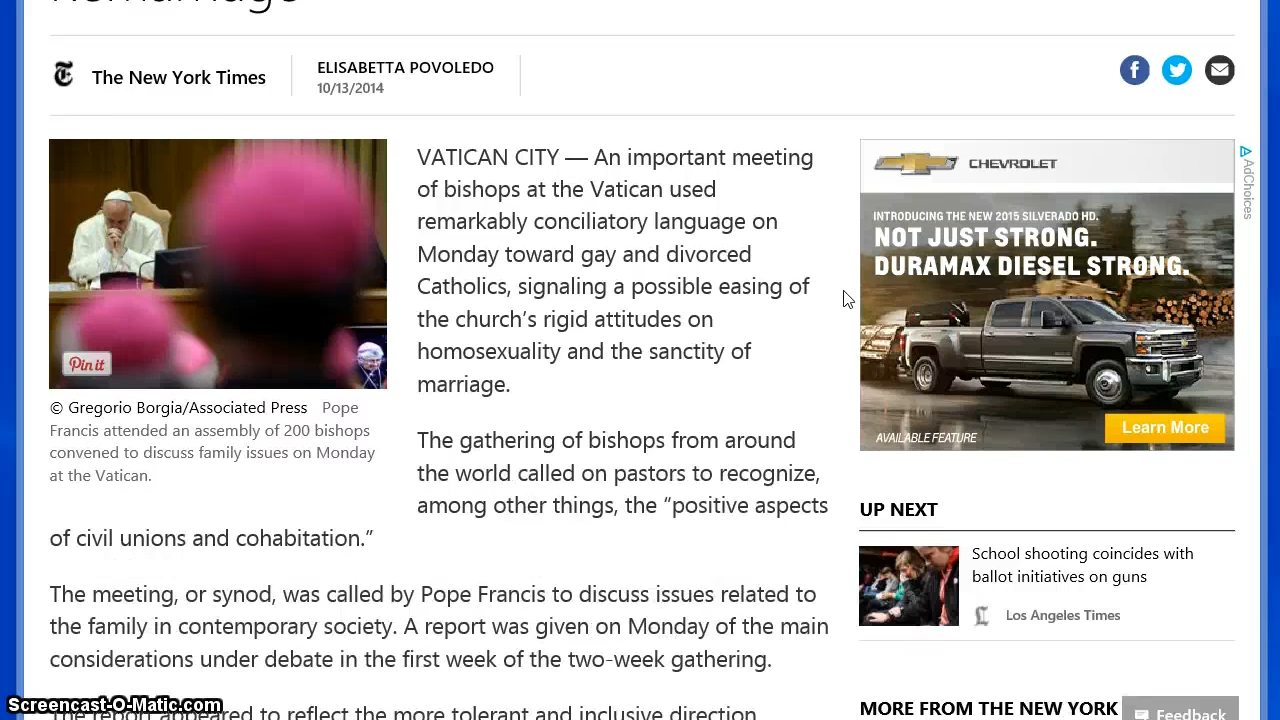 The New York Times
ELISABETTA POVOLEDO
10/13/2014
VATICAN CITY — An important meeting
of bishops at the Vatican used
remarkably conciliatory language on
Monday toward gay and divorced
Catholics, signaling a possible easing of
the church’s rigid attitudes on
homosexuality and the sanctity of
marriage.
Pin it
© Gregorio Borgia/Associated Press Pope
Francis attended an assembly of 200 bishops
convened to discuss family issues on Monday
at the Vatican.
The gathering of bishops from around
the world called on pastors to recognize,
among other things, the “positive aspects
of civil unions and cohabitation.”
The meeting, or synod, was called by Pope Francis to discuss issues related to
the family in contemporary society. A report was given on Monday of the main
considerations under debate in the first week of the two-week gathering.
The report appeared to reflect the more tolerant and inclusive direction
CHEVROLET
AdChoices
INTRODUCING THE NEW 2015 SILVERADO HD.
NOT JUST STRONG.
DURAMAX DIESEL STRONG.
AVAILABLE FEATURE
Learn More
UP NEXT
School shooting coincides with
ballot initiatives on guns
Los Angeles Times
MORE FROM THE NEW YORK
Feedback
Screencast-O-Matic.com